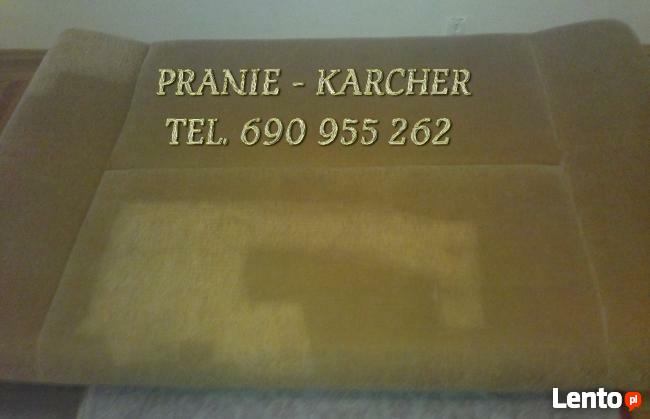 PRANIE - KARCHER
TEL. 690 955 262
Lento.pl